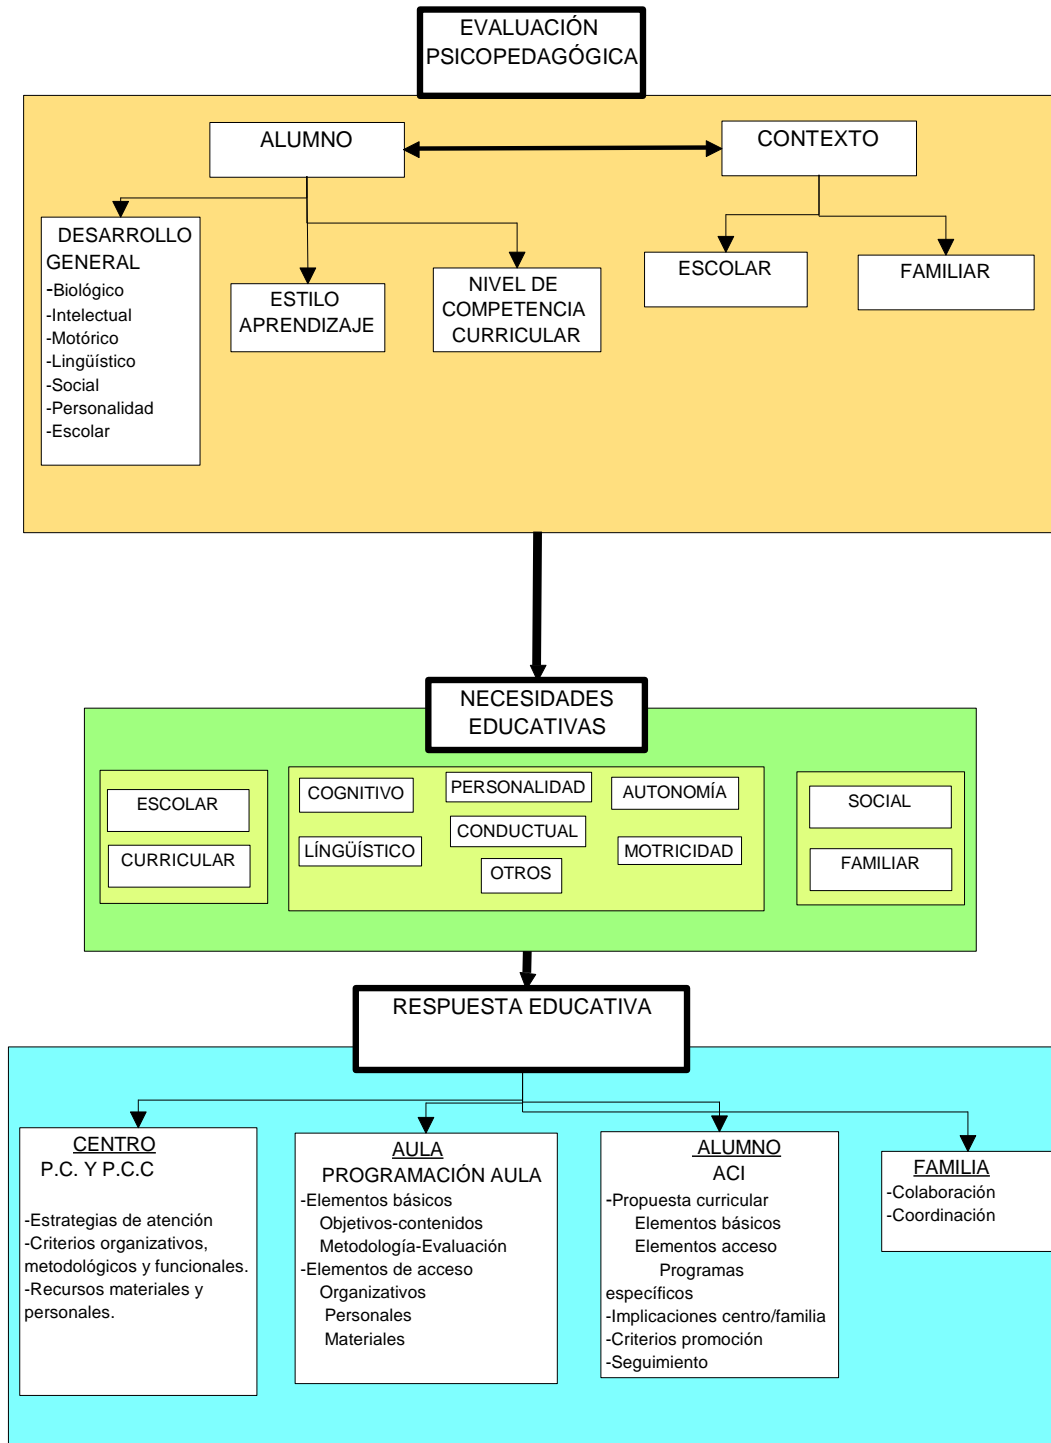 EVALUACIÓN
PSICOPEDAGÓGICA
ALUMNO
CONTEXTO
DESARROLLO
GENERAL
-Biológico
-Intelectual
-Motórico
-Lingüístico
-Social
-Personalidad
-Escolar
ESTILO
APRENDIZAJE
NIVEL DE
COMPETENCIA
CURRICULAR
ESCOLAR
FAMILIAR
NECESIDADES
EDUCATIVAS
ESCOLAR
CURRICULAR
COGNITIVO
PERSONALIDAD
AUTONOMÍA
LÍNGÜÍSTICO
CONDUCTUAL
MOTRICIDAD
OTROS
SOCIAL
FAMILIAR
RESPUESTA EDUCATIVA
CENTRO
P.C. Y P.C.C
-Estrategias de atención
-Criterios organizativos,
metodológicos y funcionales.
-Recursos materiales y
personales.
AULA
PROGRAMACIÓN AULA
-Elementos básicos
Objetivos-contenidos
Metodología-Evaluación
-Elementos de acceso
Organizativos
Personales
Materiales
ALUMNO
ACI
-Propuesta curricular
Elementos básicos
Elementos acceso
Programas
específicos
-Implicaciones centro/familia
-Criterios promoción
-Seguimiento
FAMILIA
-Colaboración
-Coordinación